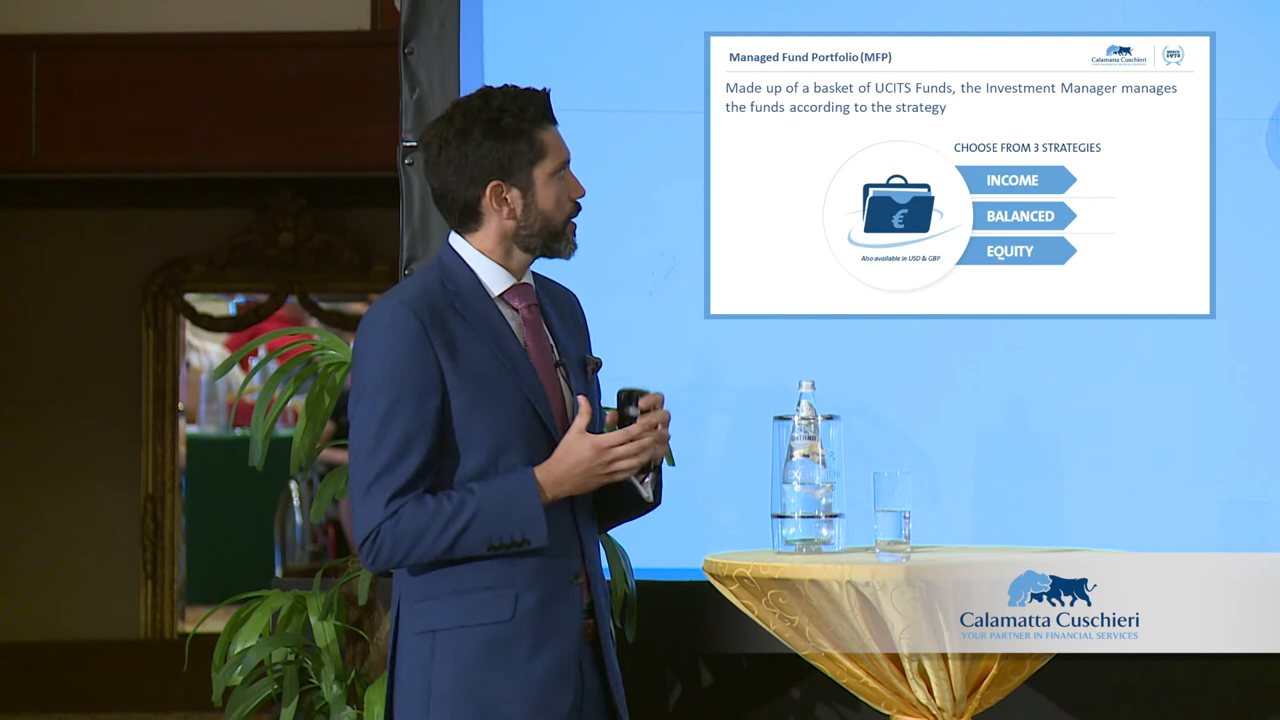 Managed Fund Portfolio (MFP)
Calamatta Cuschieri
Made up of a basket of UCITS Funds, the Investment Manager manages
the funds according to the strategy
CHOOSE FROM 3 STRATEGIES
INCOME
BALANCED
EQUITY
€
Also available in USD & GBP
Calamatta Cuschieri
YOUR PARTNER IN FINANCIAL SERVICES